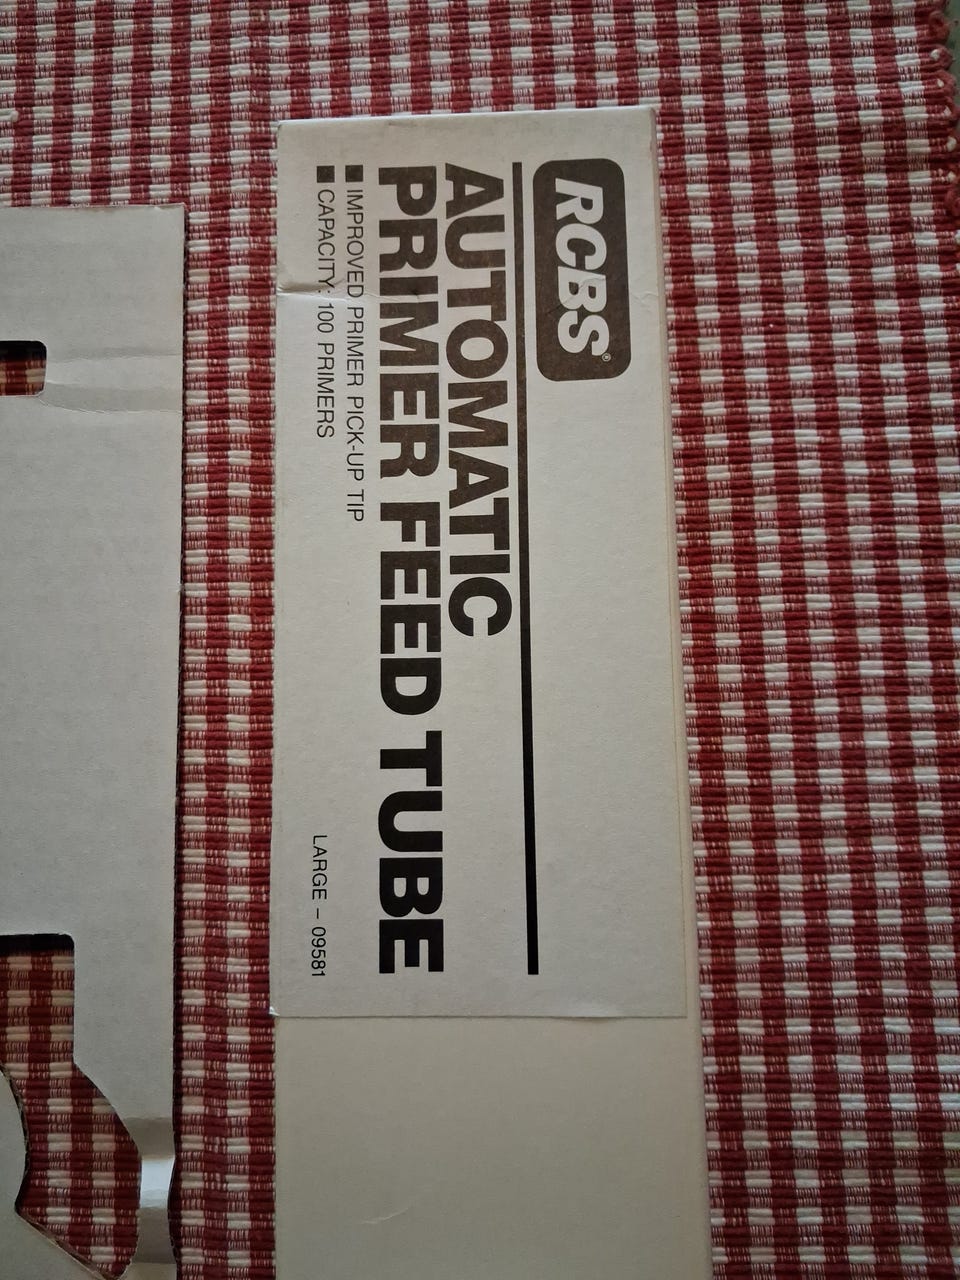 RCBS®
AUTOMATIC
PRIMER FEED TUBE
■ IMPROVED PRIMER PICK-UP TIP
■ CAPACITY: 100 PRIMERS
LARGE – 09581